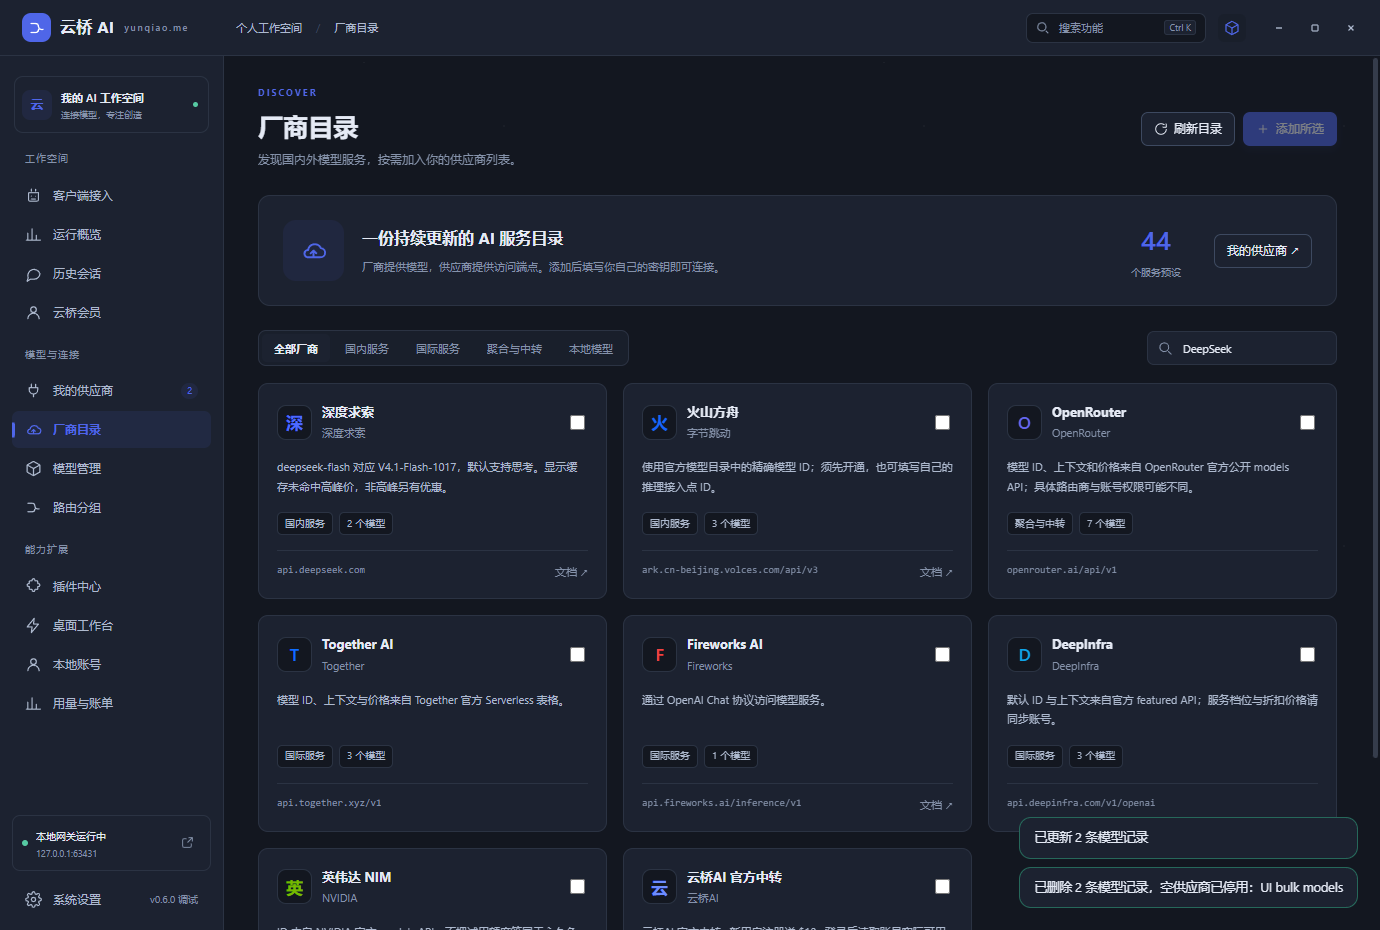 云桥 AI yunqiao.me
个人工作空间 / 厂商目录
搜索功能 Ctrl K
云 我的 AI 工作空间
连接模型，专注创造
工作空间
客户端接入
运行概览
历史会话
云桥会员
模型与连接
我的供应商 2
厂商目录
模型管理
路由分组
能力扩展
插件中心
桌面工作台
本地账号
用量与账单
本地网关运行中
127.0.0.1:63431
系统设置 v0.6.0 调试
DISCOVER
厂商目录
发现国内外模型服务，按需加入你的供应商列表。
刷新目录
+ 添加所选
一份持续更新的 AI 服务目录
厂商提供模型，供应商提供访问端点。添加后填写你自己的密钥即可连接。
44
个服务预设
我的供应商 ↗
全部厂商 国内服务 国际服务 聚合与中转 本地模型
DeepSeek
深 深度求索
深度求索
deepseek-flash 对应 V4.1-Flash-1017，默认支持思考。显示缓
存未命中高峰价，非高峰另有优惠。
国内服务 2 个模型
api.deepseek.com 文档 ↗
火 火山方舟
字节跳动
使用官方模型目录中的精确模型 ID；须先开通，也可填写自己的
推理接入点 ID。
国内服务 3 个模型
ark.cn-beijing.volces.com/api/v3 文档 ↗
O OpenRouter
OpenRouter
模型 ID、上下文和价格来自 OpenRouter 官方公开 models
API；具体路由商与账号权限可能不同。
聚合与中转 7 个模型
openrouter.ai/api/v1
T Together AI
Together
模型 ID、上下文与价格来自 Together 官方 Serverless 表格。
国际服务 3 个模型
api.together.xyz/v1
F Fireworks AI
Fireworks
通过 OpenAI Chat 协议访问模型服务。
国际服务 1 个模型
api.fireworks.ai/inference/v1 文档 ↗
D DeepInfra
DeepInfra
默认 ID 与上下文来自官方 featured API；服务档位与折扣价格请
同步账号。
国际服务 3 个模型
api.deepinfra.com/v1/openai
英 英伟达 NIM
NVIDIA
云 云桥AI 官方中转
云桥AI
已更新 2 条模型记录
已删除 2 条模型记录，空供应商已停用：UI bulk models